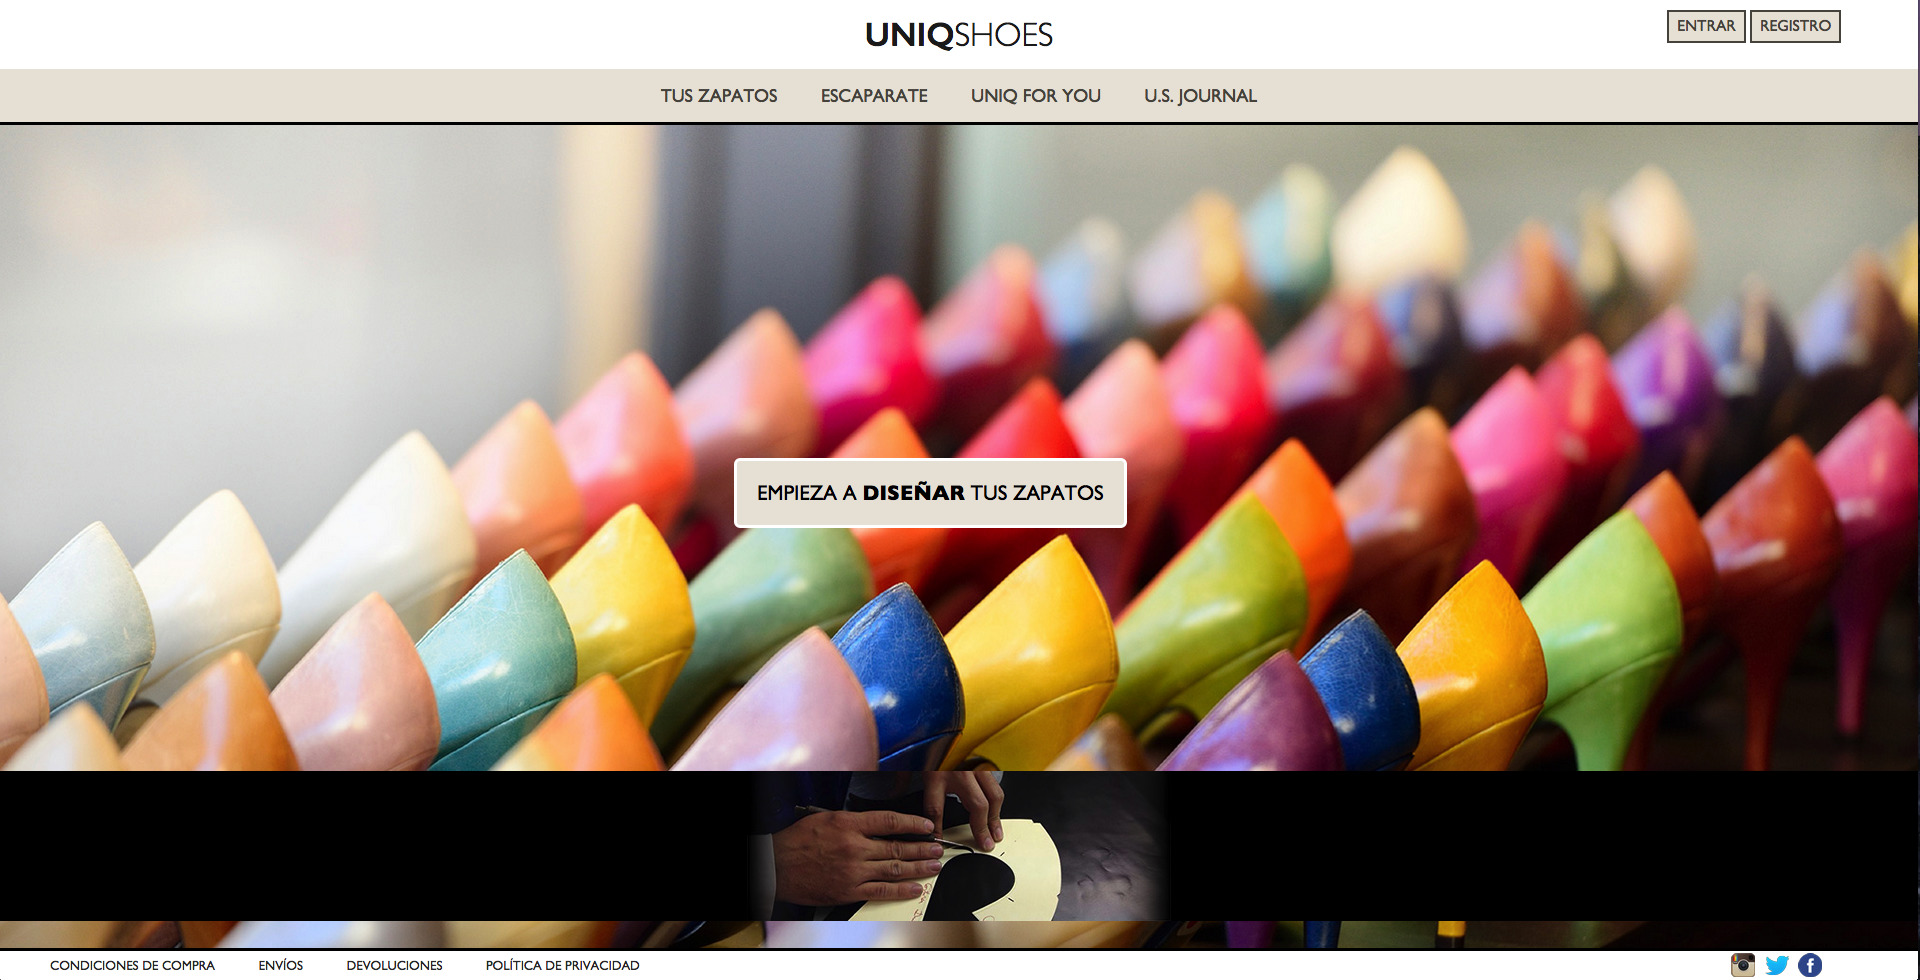 UNIQSHOES
ENTRAR REGISTRO
TUS ZAPATOS ESCAPARATE UNIQ FOR YOU U.S. JOURNAL
EMPIEZA A DISEÑAR TUS ZAPATOS
CONDICIONES DE COMPRA ENVÍOS DEVOLUCIONES POLÍTICA DE PRIVACIDAD